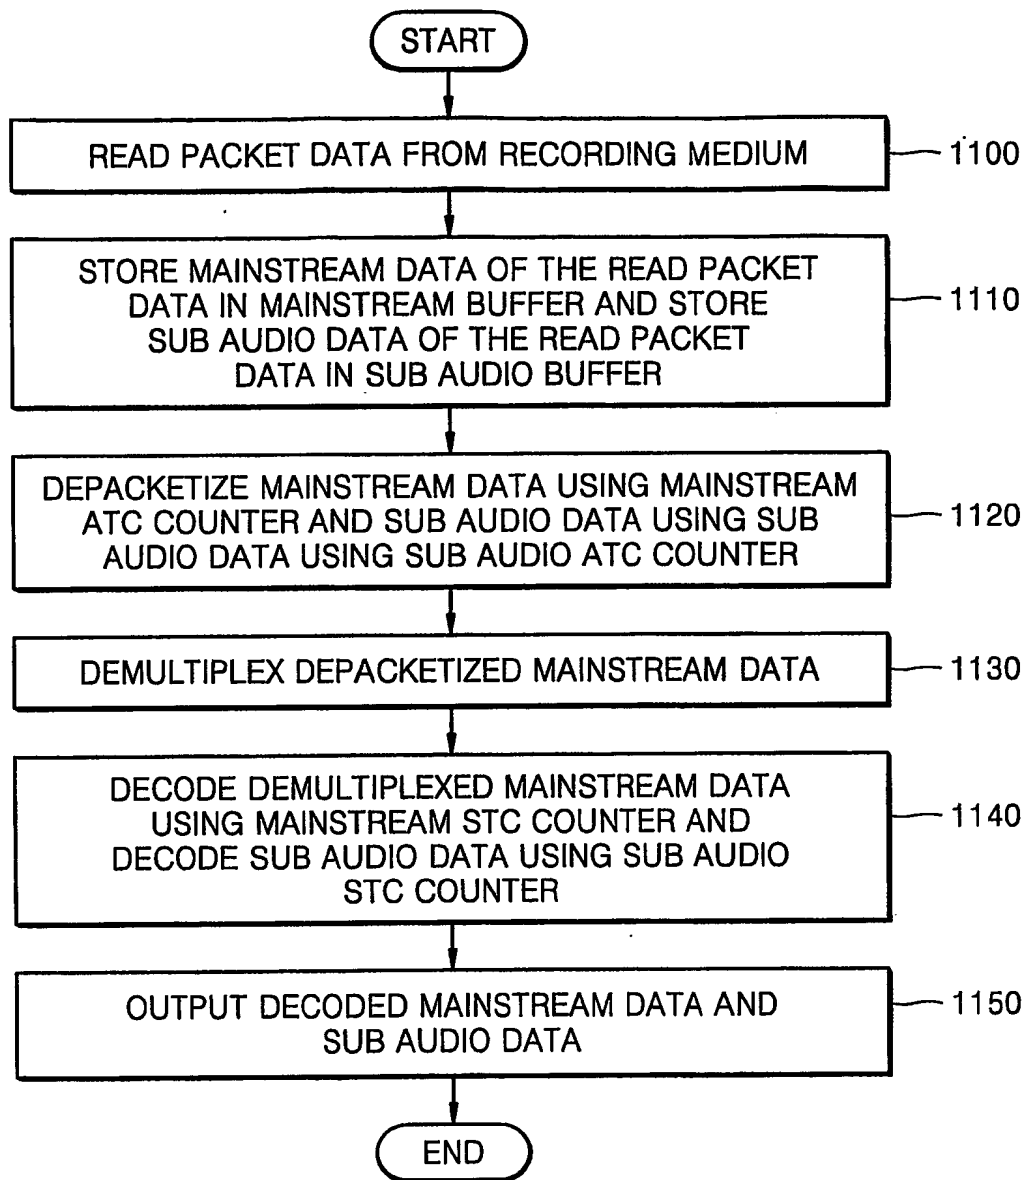 START
READ PACKET DATA FROM RECORDING MEDIUM
1100
STORE MAINSTREAM DATA OF THE READ PACKET
DATA IN MAINSTREAM BUFFER AND STORE
SUB AUDIO DATA OF THE READ PACKET
DATA IN SUB AUDIO BUFFER
1110
DEPACKETIZE MAINSTREAM DATA USING MAINSTREAM
ATC COUNTER AND SUB AUDIO DATA USING SUB
AUDIO DATA USING SUB AUDIO ATC COUNTER
1120
DEMULTIPLEX DEPACKETIZED MAINSTREAM DATA
1130
DECODE DEMULTIPLEXED MAINSTREAM DATA
USING MAINSTREAM STC COUNTER AND
DECODE SUB AUDIO DATA USING SUB AUDIO
STC COUNTER
1140
OUTPUT DECODED MAINSTREAM DATA AND
SUB AUDIO DATA
1150
END